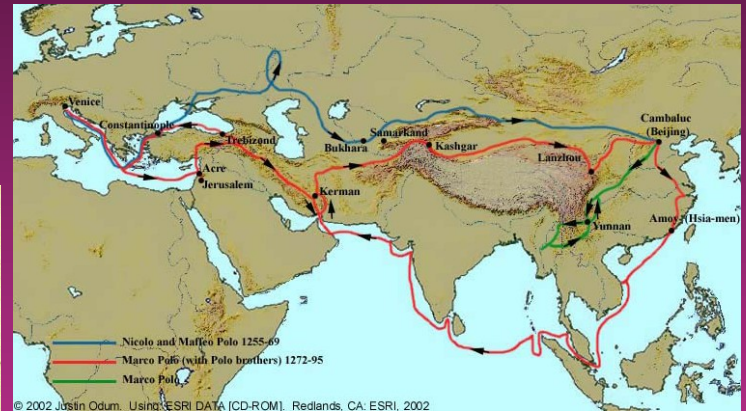 Venice
Constantinople
Trebizond
Bukhara
Samarkand
Kashgar
Cambaluc
(Beijing)
Lanzhou
Acre
Jerusalem
Kerman
Yunnan
Amoy (Hsia-men)
Nicolo and Maffeo Polo 1255-69
Marco Polo (with Polo brothers) 1272-95
Marco Polo
© 2002 Justin Odum. Using: ESRI DATA [CD-ROM]. Redlands, CA: ESRI, 2002